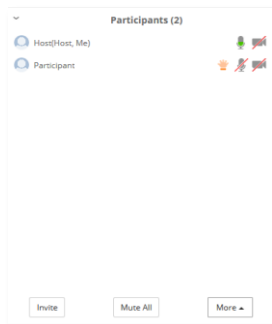 Participants (2)
Host(Host, Me)
Participant
Invite Mute All More